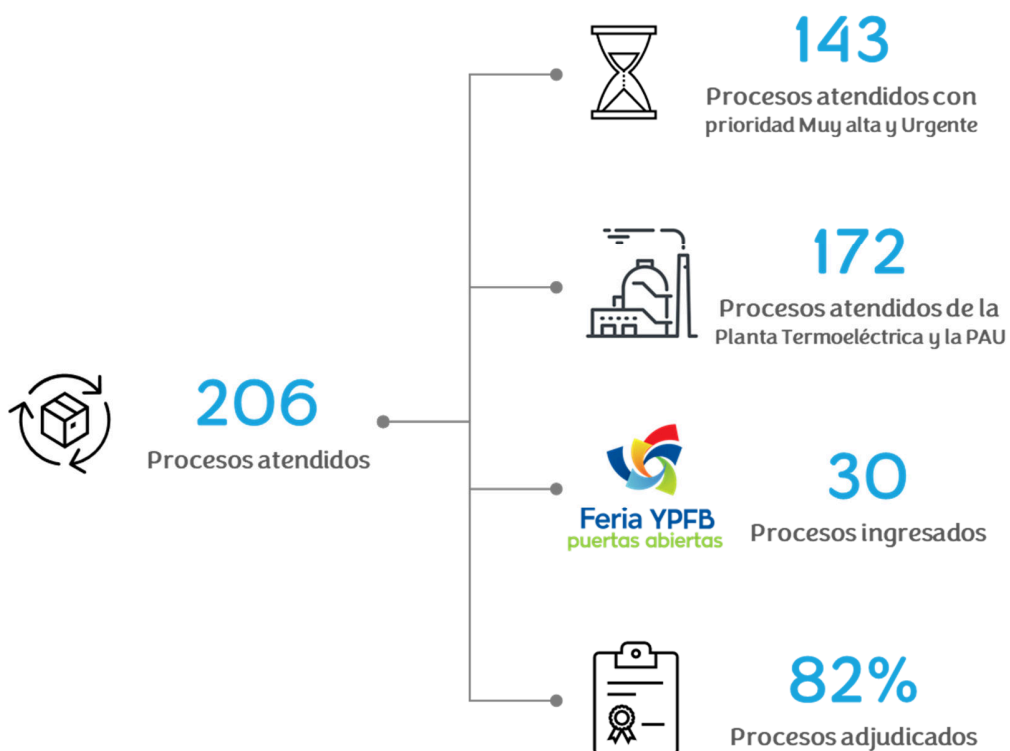 143
Procesos atendidos con
prioridad Muy alta y Urgente
172
Procesos atendidos de la
Planta Termoeléctrica y la PAU
206
Procesos atendidos
Feria YPFB
puertas abiertas
30
Procesos ingresados
82%
Procesos adjudicados